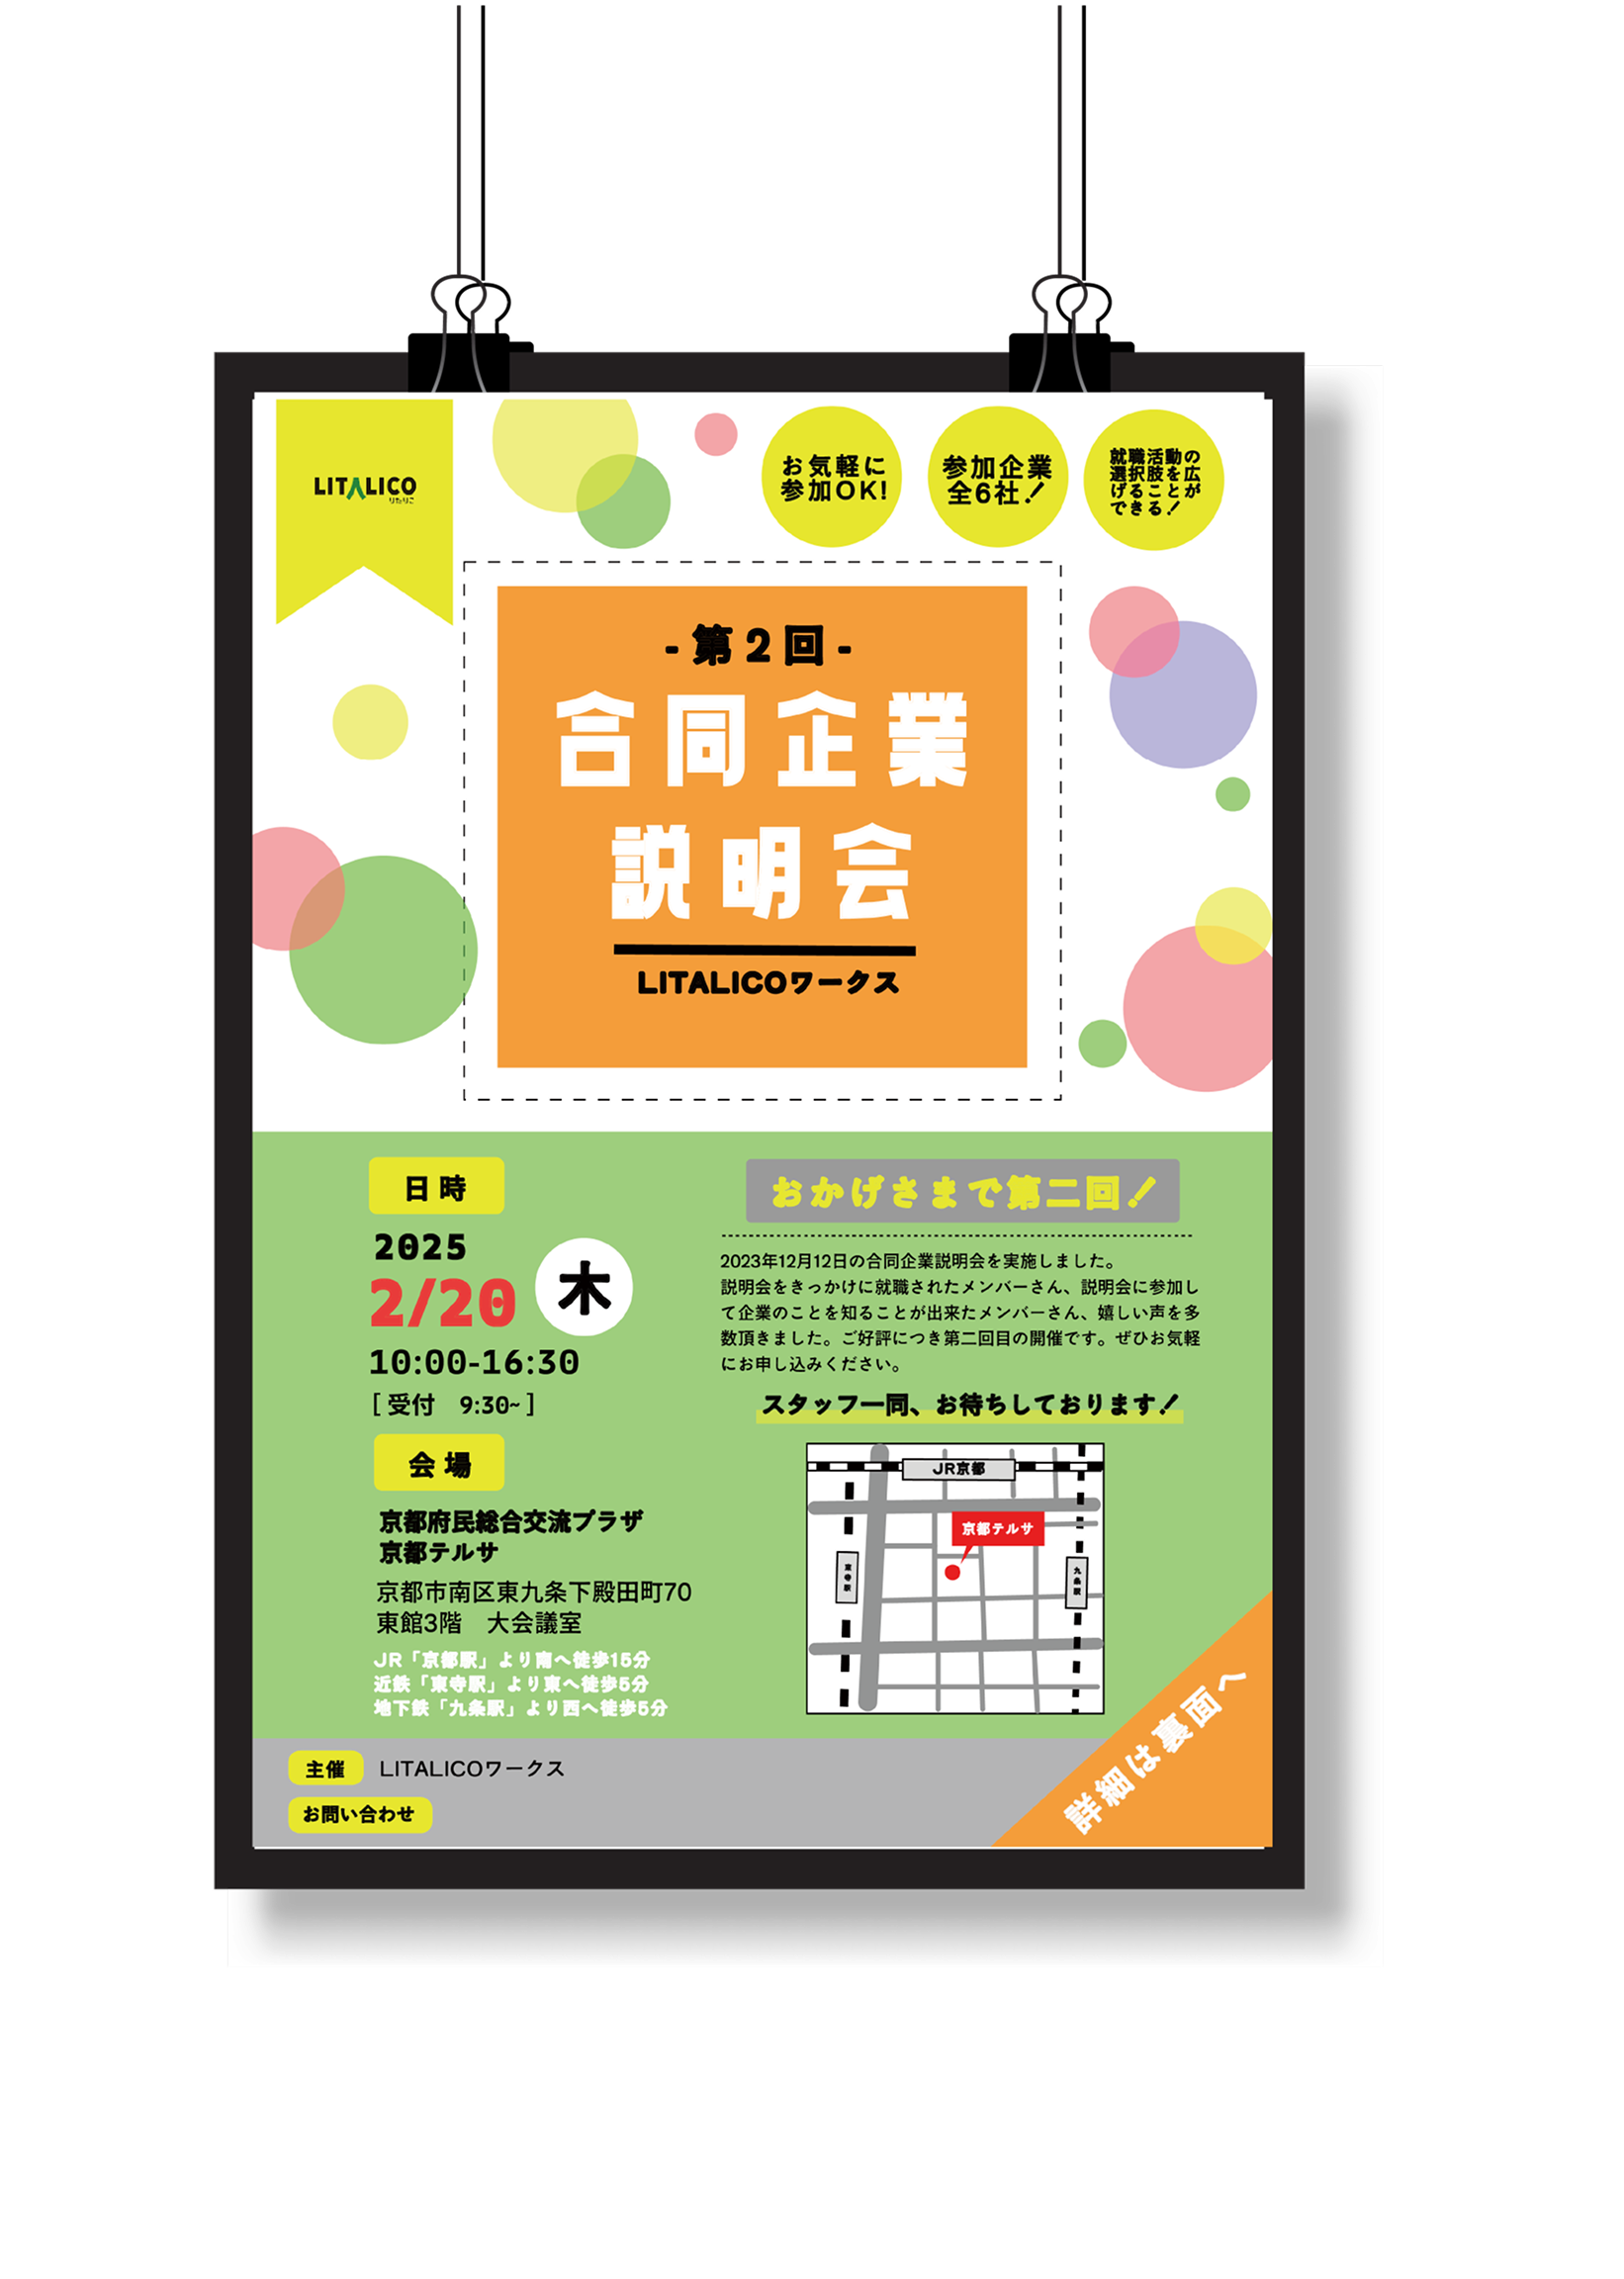 LITALICO
りたりこ
お気軽に
参加OK!
参加企業
全6社！
就職活動の
選択肢を広
げることが
できる！
-第2回-
合同企業
説明会
LITALICOワークス
日時
2025
2/20
木
10:00-16:30
[受付　9:30~]
会場
京都府民総合交流プラザ
京都テルサ
京都市南区東九条下殿田町70
東館3階　大会議室
JR「京都駅」より南へ徒歩15分
近鉄「東寺駅」より東へ徒歩5分
地下鉄「九条駅」より西へ徒歩5分
おかげさまで第二回！
2023年12月12日の合同企業説明会を実施しました。
説明会をきっかけに就職されたメンバーさん、説明会に参加し
て企業のことを知ることが出来たメンバーさん、嬉しい声を多
数頂きました。ご好評につき第二回目の開催です。ぜひお気軽
にお申し込みください。
スタッフ一同、お待ちしております！
JR京都
京都テルサ
東寺駅
九条駅
主催
LITALICOワークス
お問い合わせ
詳細は裏面へ